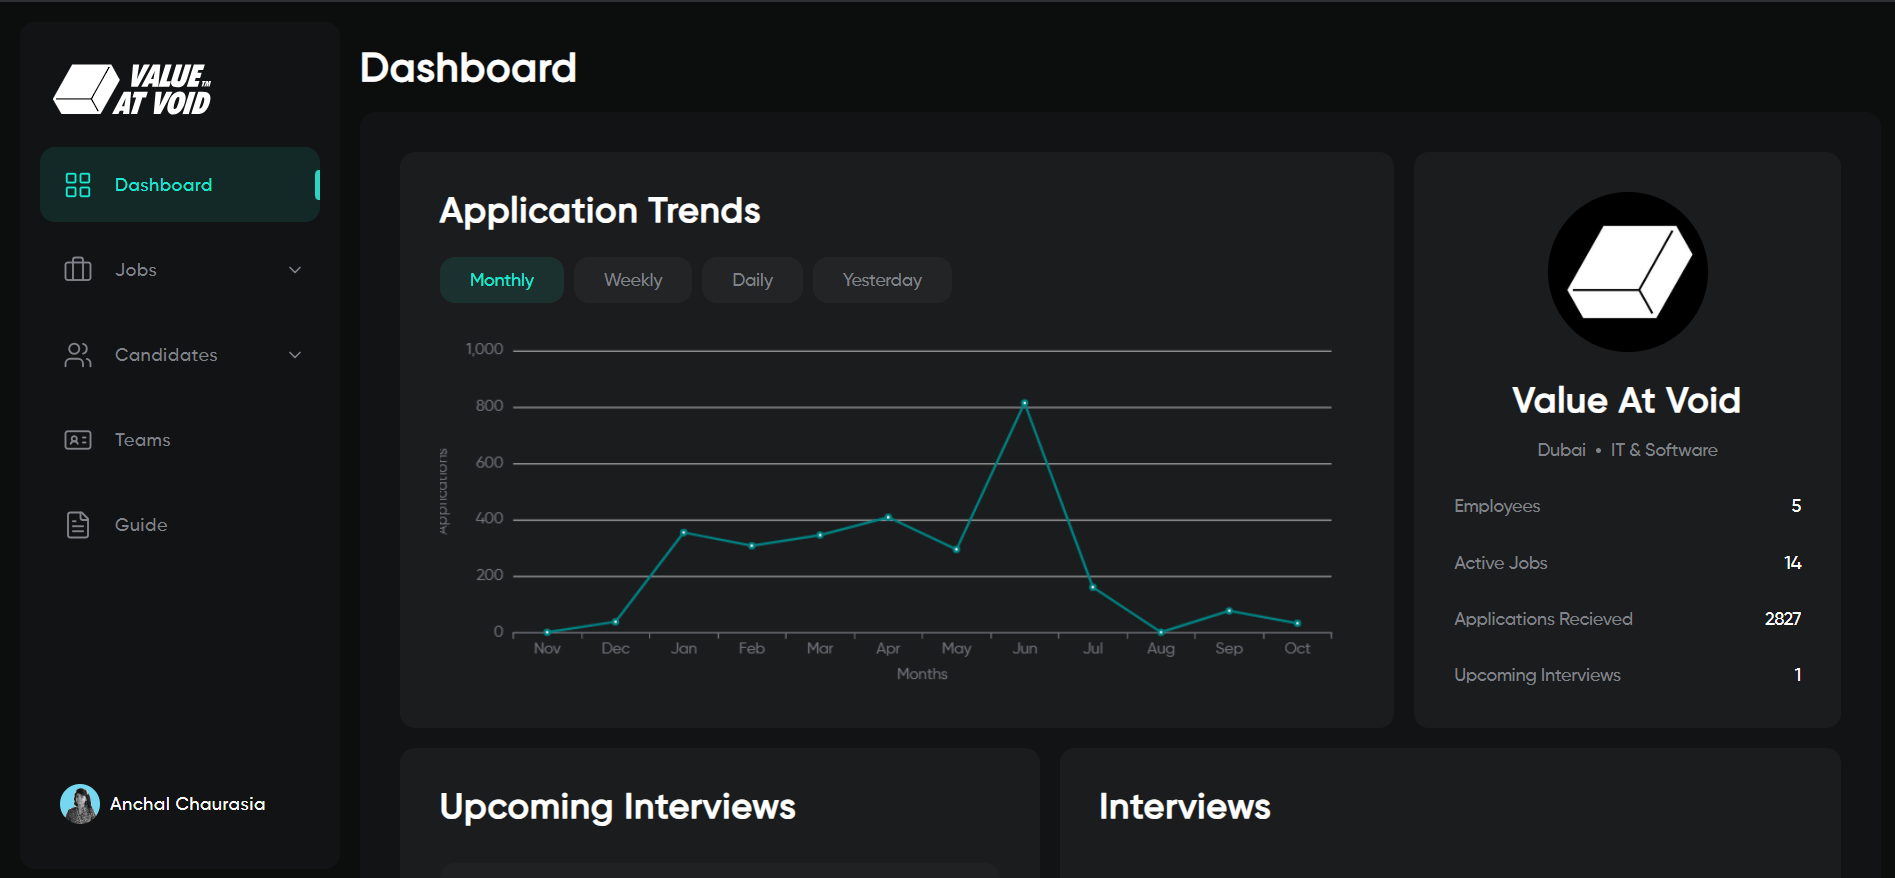 VALUE™
AT VOID
Dashboard
Jobs
Candidates
Teams
Guide
Anchal Chaurasia
Dashboard
Application Trends
Monthly Weekly Daily Yesterday
1,000
800
600
400
200
0
Applications
Nov Dec Jan Feb Mar Apr May Jun Jul Aug Sep Oct
Months
Value At Void
Dubai • IT & Software
Employees 5
Active Jobs 14
Applications Recieved 2827
Upcoming Interviews 1
Upcoming Interviews
Interviews